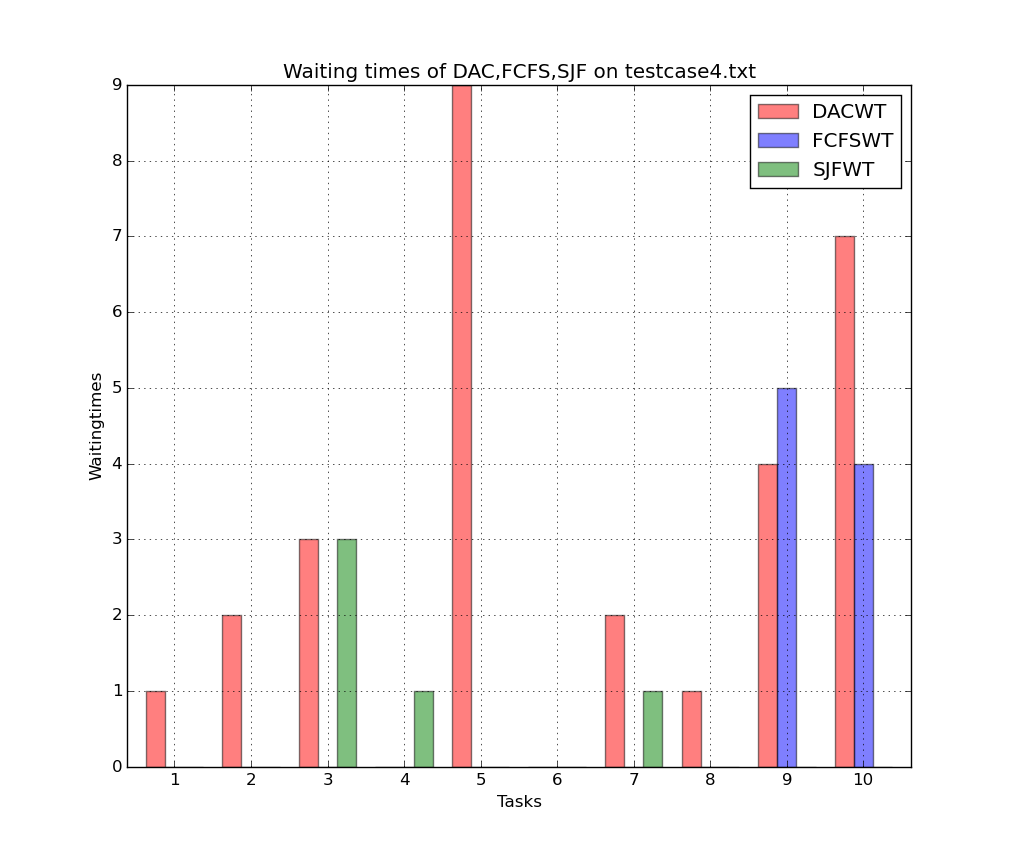 Waiting times of DAC,FCFS,SJF on testcase4.txt
DACWT
FCFSWT
SJFWT
9
8
7
6
5
4
3
2
1
0
Waitingtimes
1 2 3 4 5 6 7 8 9 10
Tasks